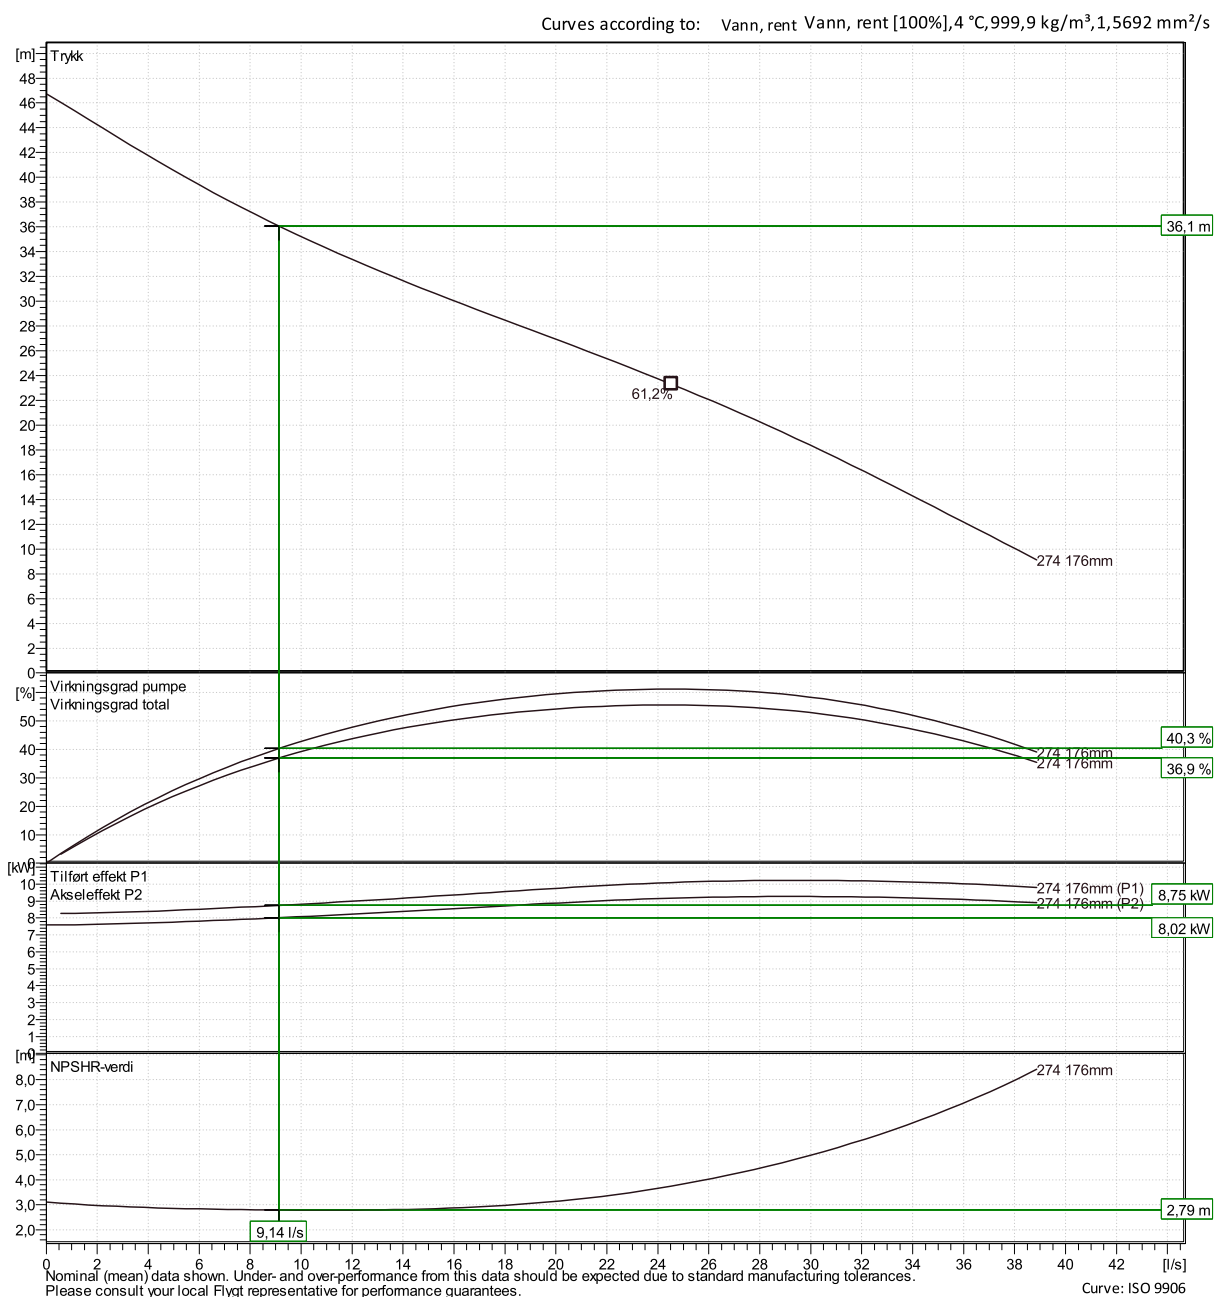 Curves according to: Vann, rent Vann, rent [100%],4 °C,999,9 kg/m³,1,5692 mm²/s
[m]
Trykk
48
46
44
42
40
38
36
36,1 m
34
32
30
28
26
24
61,2%
22
20
18
16
14
12
10
274 176mm
8
6
4
2
0
[%]
Virkningsgrad pumpe
Virkningsgrad total
50
40,3 %
40
274 176mm
274 176mm
36,9 %
30
20
10
0
[kW]
Tilført effekt P1
Akseleffekt P2
10
274 176mm (P1)
8,75 kW
9
274 176mm (P2)
8
8,02 kW
7
6
5
4
3
2
1
0
[m]
NPSHR-verdi
274 176mm
8,0
7,0
6,0
5,0
4,0
3,0
2,79 m
2,0
9,14 l/s
0 2 4 6 8 10 12 14 16 18 20 22 24 26 28 30 32 34 36 38 40 42 [l/s]
Nominal (mean) data shown. Under- and over-performance from this data should be expected due to standard manufacturing tolerances.
Please consult your local Flygt representative for performance guarantees.
Curve: ISO 9906